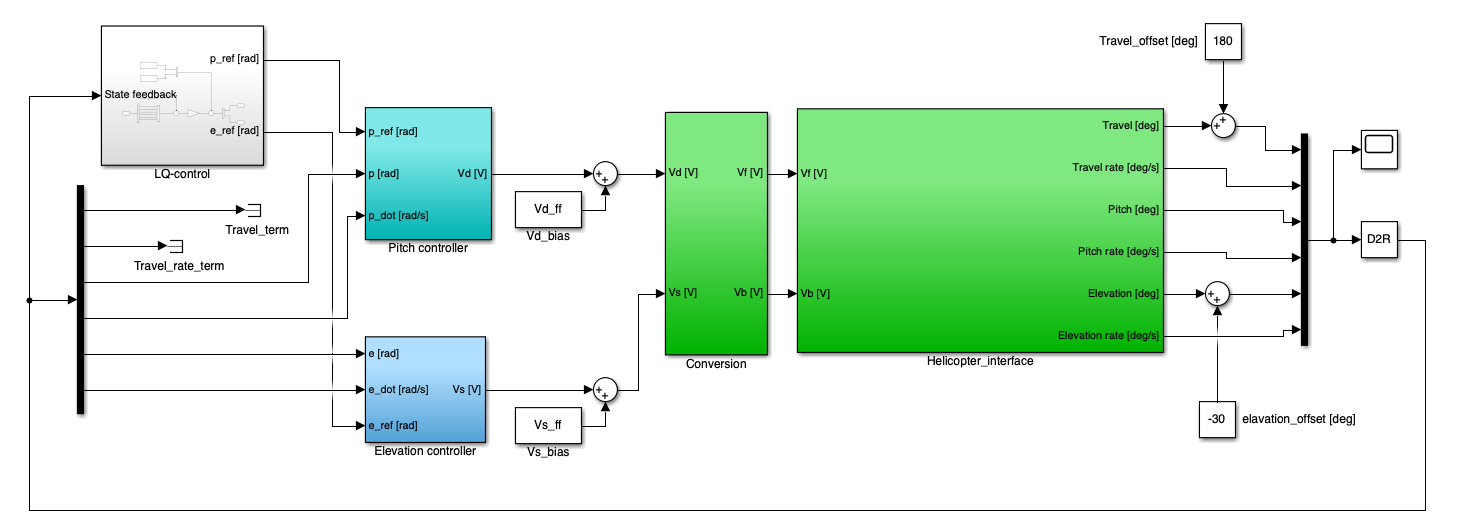 p_ref [rad]
State feedback
e_ref [rad]
LQ-control
Travel_term
Travel_rate_term
p_ref [rad]
p [rad]
p_dot [rad/s]
Vd [V]
Pitch controller
Vd_ff
Vd_bias
e [rad]
e_dot [rad/s]
e_ref [rad]
Vs [V]
Elevation controller
Vs_ff
Vs_bias
Vd [V]
Vf [V]
Vs [V]
Vb [V]
Conversion
Vf [V]
Vb [V]
Travel [deg]
Travel rate [deg/s]
Pitch [deg]
Pitch rate [deg/s]
Elevation [deg]
Elevation rate [deg/s]
Helicopter_interface
Travel_offset [deg]
180
-30
elavation_offset [deg]
D2R